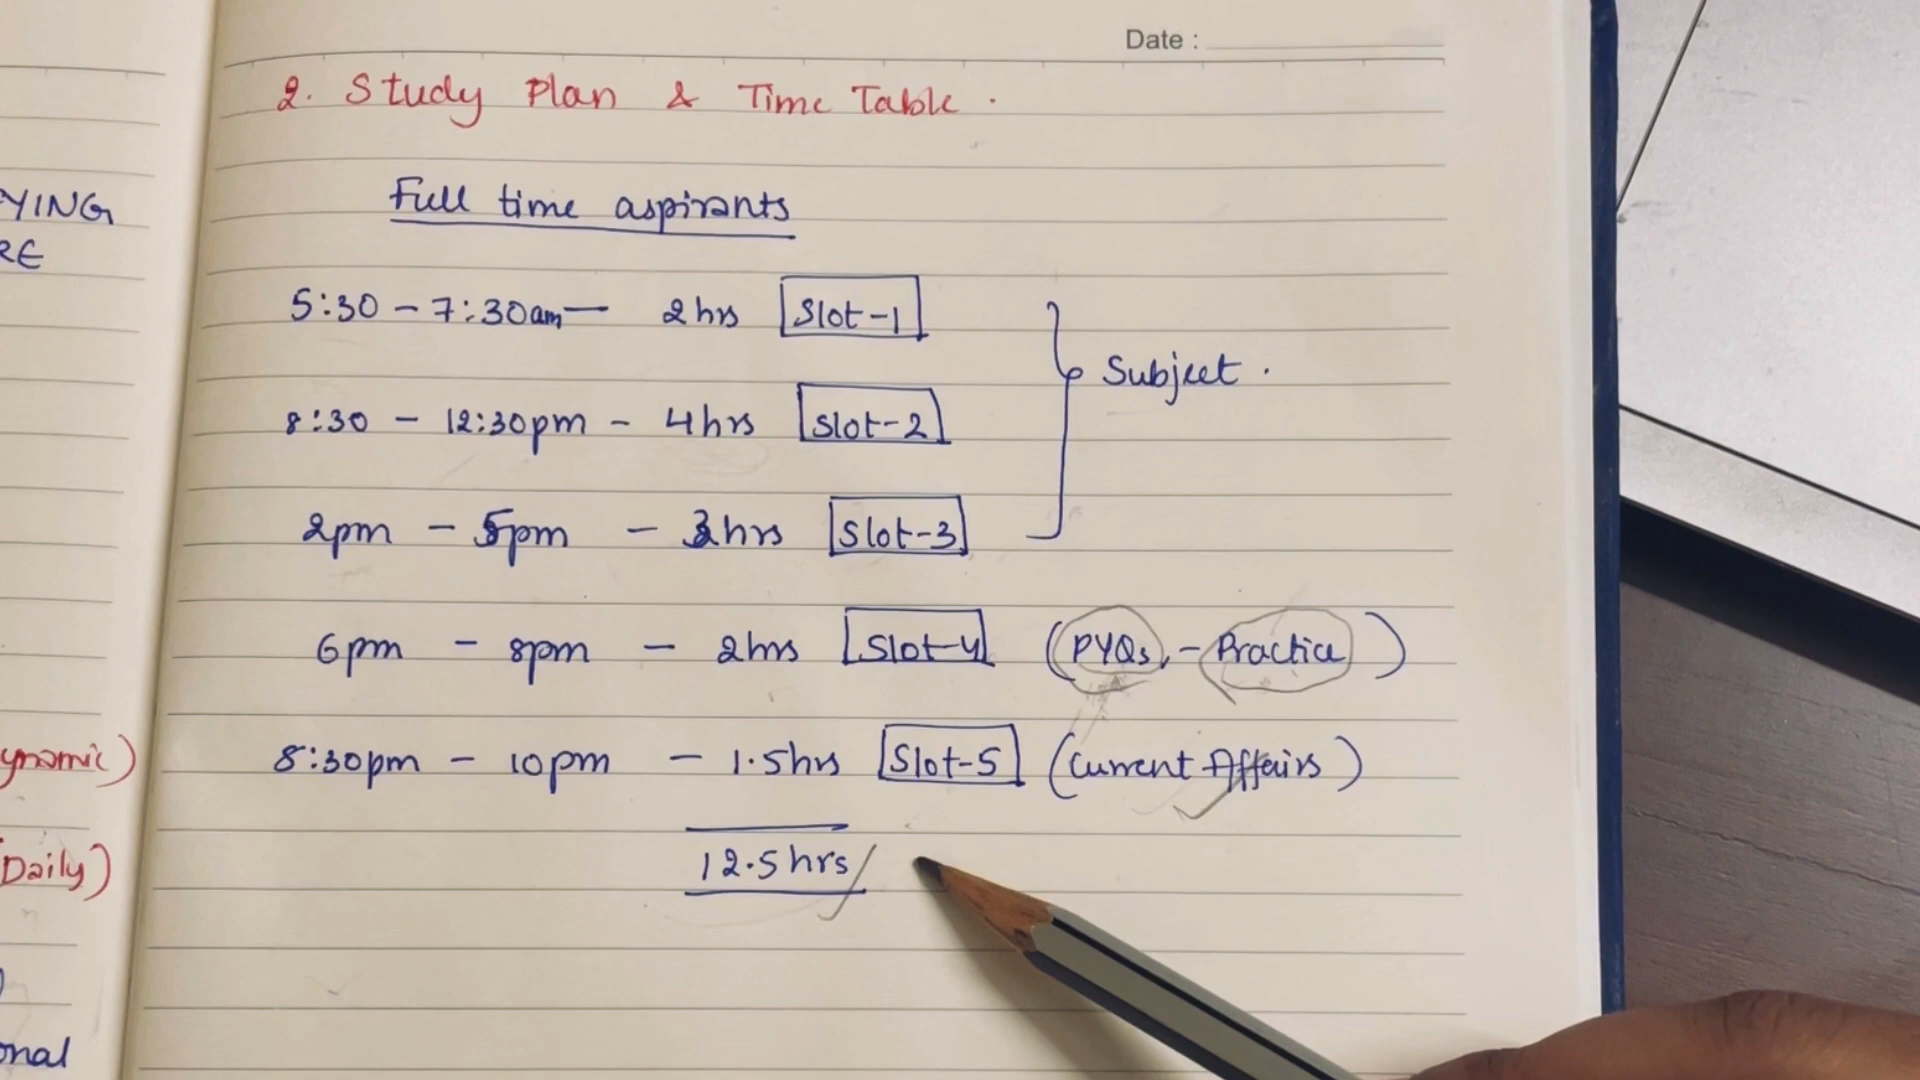 Date :
2. Study Plan & Time Table .
Full time aspirants
5:30 - 7:30am - 2hrs Slot-1
8:30 - 12:30pm - 4hrs Slot-2
Subject .
2pm - 5pm - 3hrs Slot-3
6pm - 8pm - 2hrs Slot-4 (PYQs, - Practice)
8:30pm - 10pm - 1.5hrs Slot-5 (Current Affairs)
12.5 hrs
YING
RE
ynamic)
Daily)
onal